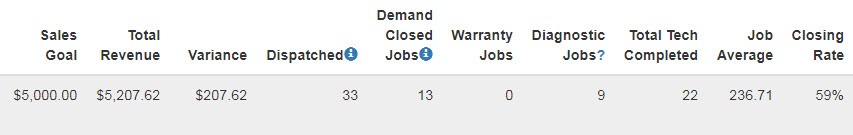 Sales Goal
Total Revenue
Variance
Dispatched
Demand Closed Jobs
Warranty Jobs
Diagnostic Jobs?
Total Tech Completed
Job Average
Closing Rate
$5,000.00 $5,207.62 $207.62 33 13 0 9 22 236.71 59%